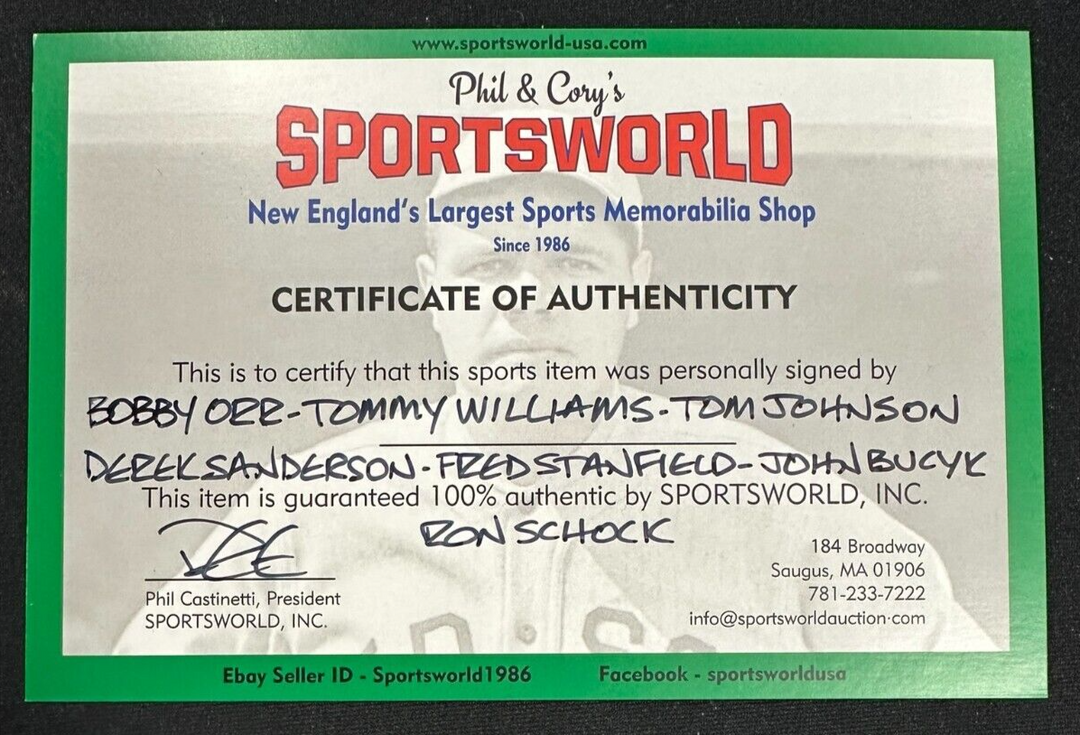 www.sportsworld-usa.com
Phil & Cory's
SPORTSWORLD
New England's Largest Sports Memorabilia Shop
Since 1986
CERTIFICATE OF AUTHENTICITY
This is to certify that this sports item was personally signed by
BOBBY ORR-TOMMY WILLIAMS-TOM JOHNSON
DEREK SANDERSON-FRED STANFIELD-JOHN BUCYK
This item is guaranteed 100% authentic by SPORTSWORLD, INC.
RON SCHOCK
Phil Castinetti, President
SPORTSWORLD, INC.
184 Broadway
Saugus, MA 01906
781-233-7222
info@sportsworldauction·com
Ebay Seller ID - Sportsworld1986
Facebook - sportsworldusa